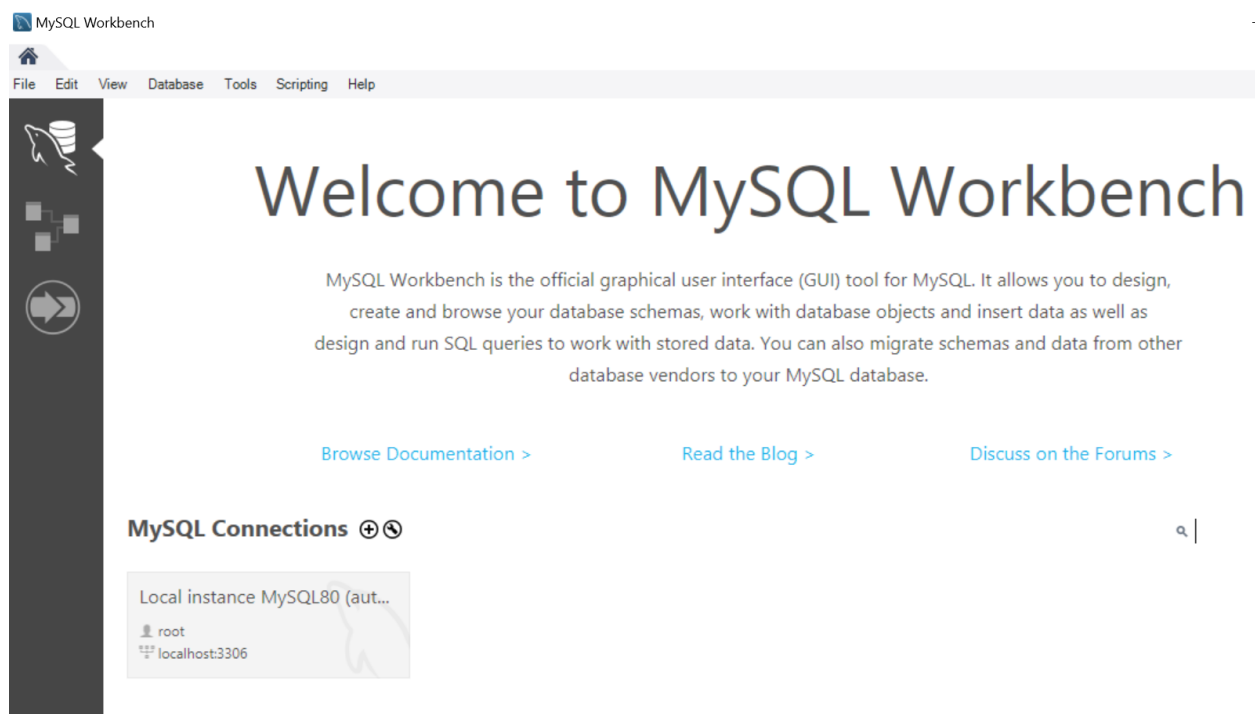 MySQL Workbench
File Edit View Database Tools Scripting Help
Welcome to MySQL Workbench
MySQL Workbench is the official graphical user interface (GUI) tool for MySQL. It allows you to design,
create and browse your database schemas, work with database objects and insert data as well as
design and run SQL queries to work with stored data. You can also migrate schemas and data from other
database vendors to your MySQL database.
Browse Documentation > Read the Blog > Discuss on the Forums >
MySQL Connections
Local instance MySQL80 (aut...
root
localhost:3306